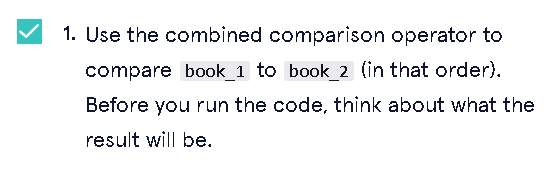 1. Use the combined comparison operator to
compare book_1 to book_2 (in that order).
Before you run the code, think about what the
result will be.